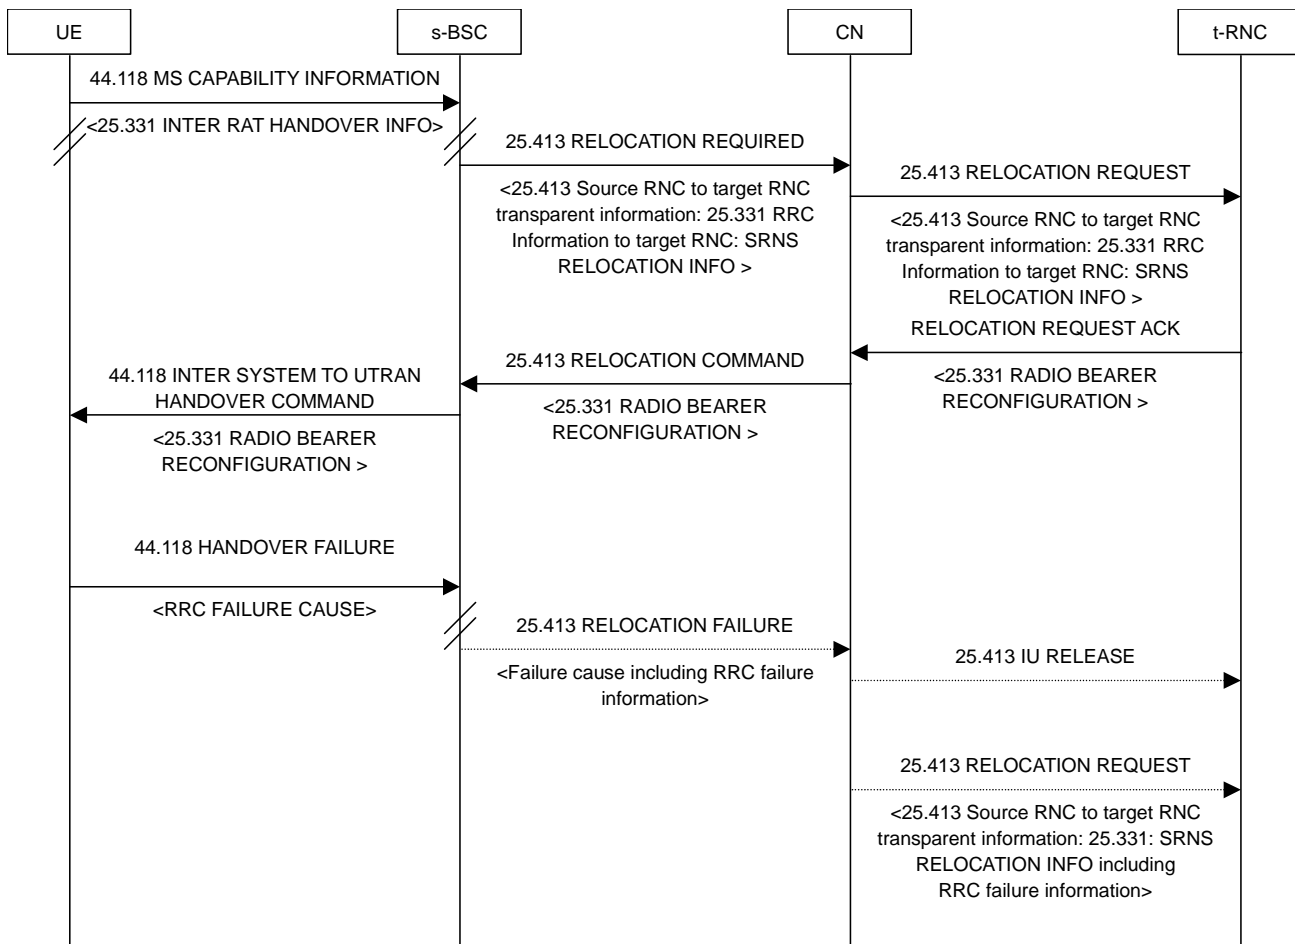 UE
s-BSC
CN
t-RNC
44.118 MS CAPABILITY INFORMATION
<25.331 INTER RAT HANDOVER INFO>
25.413 RELOCATION REQUIRED
<25.413 Source RNC to target RNC
transparent information: 25.331 RRC
Information to target RNC: SRNS
RELOCATION INFO >
25.413 RELOCATION REQUEST
<25.413 Source RNC to target RNC
transparent information: 25.331 RRC
Information to target RNC: SRNS
RELOCATION INFO >
RELOCATION REQUEST ACK
<25.331 RADIO BEARER
RECONFIGURATION >
25.413 RELOCATION COMMAND
<25.331 RADIO BEARER
RECONFIGURATION >
44.118 INTER SYSTEM TO UTRAN
HANDOVER COMMAND
<25.331 RADIO BEARER
RECONFIGURATION >
44.118 HANDOVER FAILURE
<RRC FAILURE CAUSE>
25.413 RELOCATION FAILURE
<Failure cause including RRC failure
information>
25.413 IU RELEASE
25.413 RELOCATION REQUEST
<25.413 Source RNC to target RNC
transparent information: 25.331: SRNS
RELOCATION INFO including
RRC failure information>